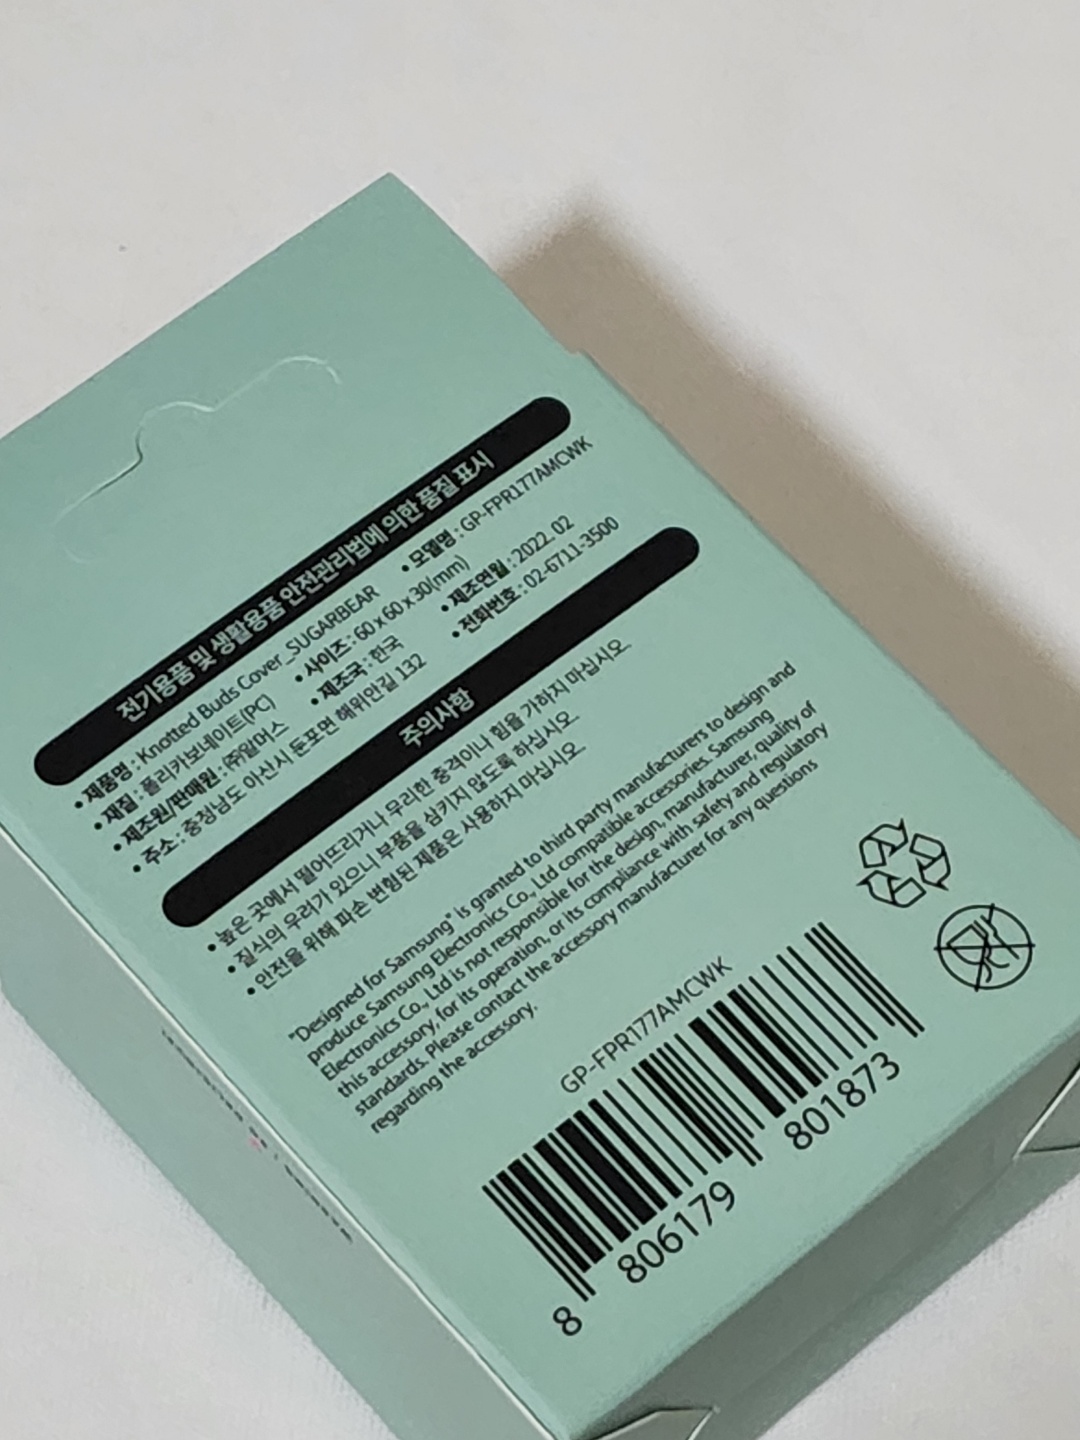 전기용품 및 생활용품 안전관리법에 의한 품질 표시
• 제품명 : Knotted Buds Cover_SUGARBEAR • 모델명 : GP-FPR177AMCWK
• 재질 : 폴리카보네이트(PC) • 사이즈 : 60 x 60 x 30(mm)
• 제조원/판매원 : ㈜얼어스 • 제조국 : 한국 • 제조연월 : 2022. 02
• 주소 : 충청남도 아산시 둔포면 해위안길 132 • 전화번호 : 02-6711-3500
주의사항
• 높은 곳에서 떨어뜨리거나 무리한 충격이나 힘을 가하지 마십시오.
• 질식의 우려가 있으니 부품을 삼키지 않도록 하십시오.
• 안전을 위해 파손 변형된 제품은 사용하지 마십시오.
"Designed for Samsung" is granted to third party manufacturers to design and
produce Samsung Electronics Co., Ltd compatible accessories. Samsung
Electronics Co., Ltd is not responsible for the design, manufacturer, quality of
this accessory, for its operation, or its compliance with safety and regulatory
standards. Please contact the accessory manufacturer for any questions
regarding the accessory.
GP-FPR177AMCWK
8 806179 801873